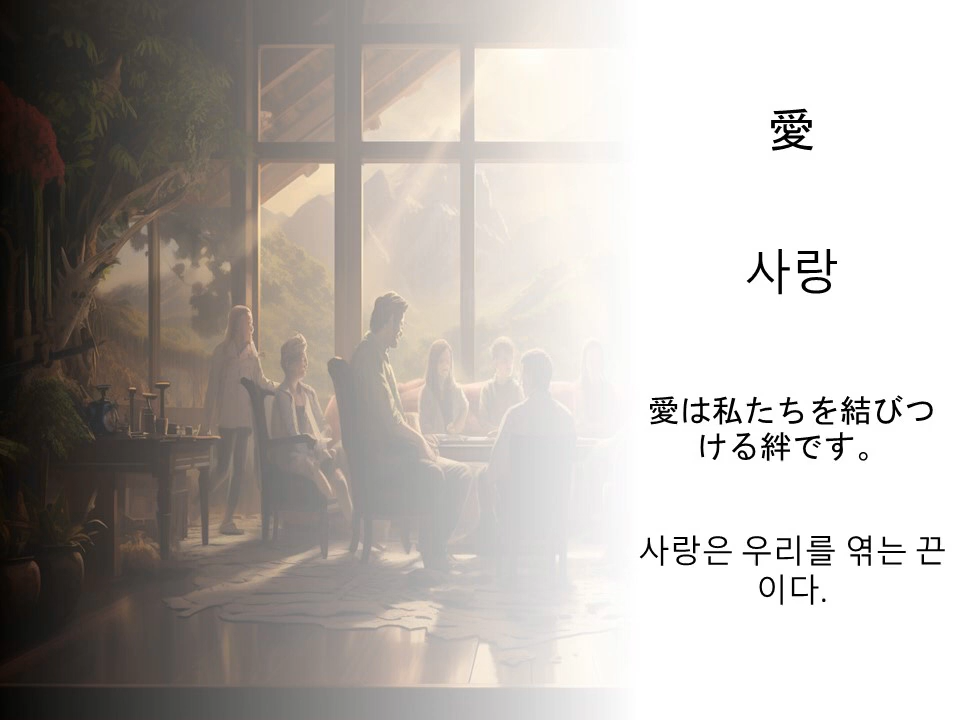 愛
사랑
愛は私たちを結びつ
ける絆です。
사랑은 우리를 엮는 끈
이다.